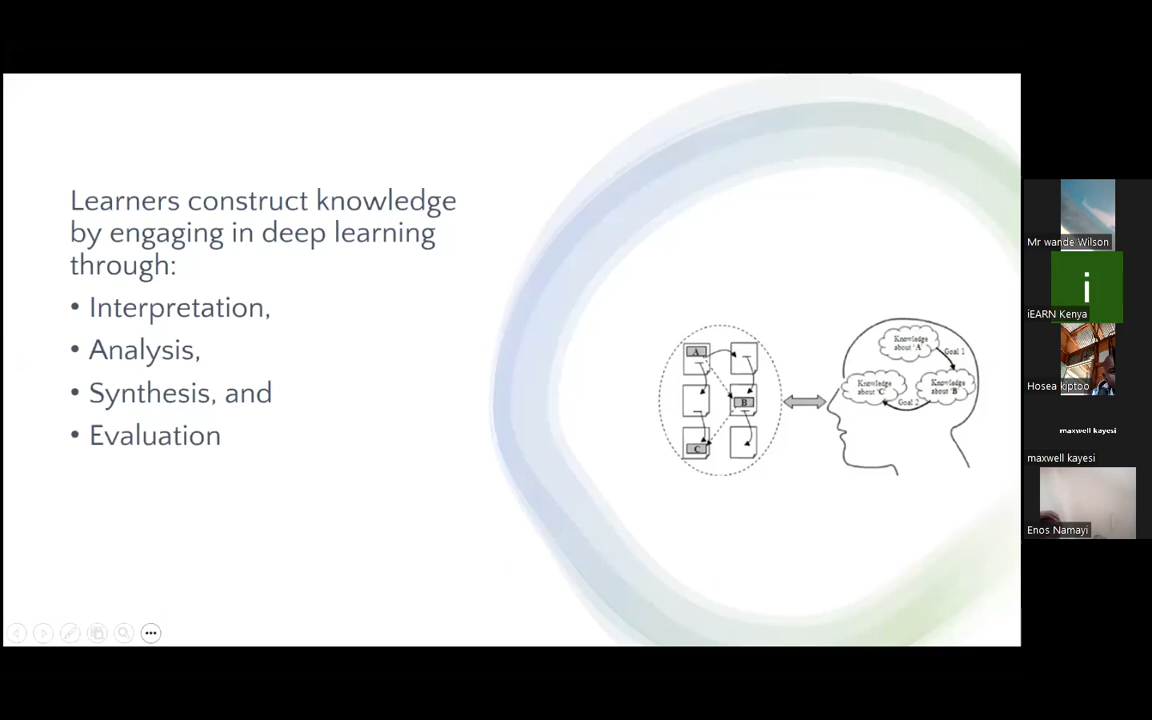 Learners construct knowledge
by engaging in deep learning
through:
• Interpretation,
• Analysis,
• Synthesis, and
• Evaluation
A
B
C
Knowledge
about 'A'
Goal 1
Knowledge
about 'C'
Knowledge
about 'B'
Goal 2
Mr wande Wilson
i
iEARN Kenya
Hosea kiptoo
maxwell kayesi
maxwell kayesi
Enos Namayi